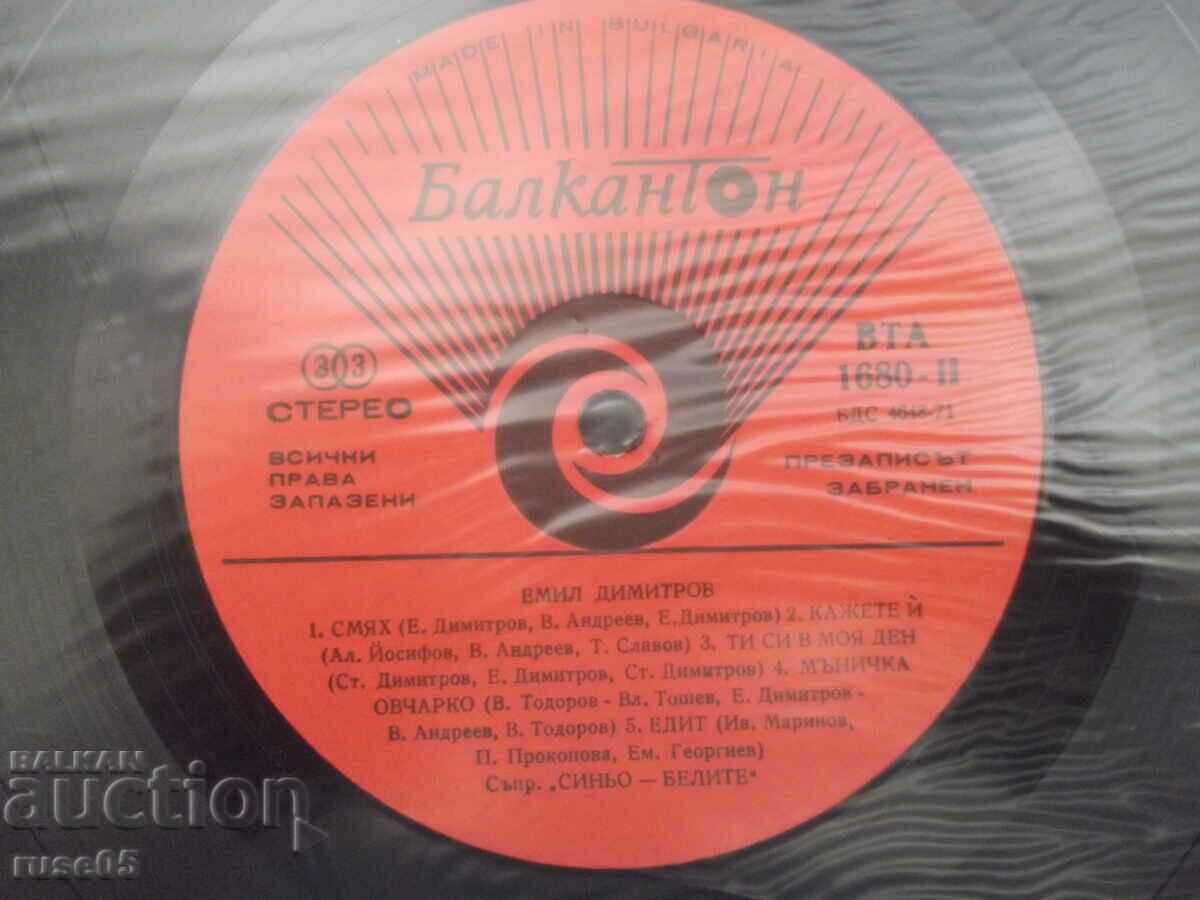 MADE IN BULGARIA
Балкантон
33
СТЕРЕО
ВСИЧКИ
ПРАВА
ЗАПАЗЕНИ
ВТА
1680-II
БДС 4648-71
ПРЕЗАПИСЪТ
ЗАБРАНЕН
ЕМИЛ ДИМИТРОВ
1. СМЯХ (Е. Димитров, В. Андреев, Е. Димитров) 2. КАЖЕТЕ Й
(Ал. Йосифов, В. Андреев, Т. Славов) 3. ТИ СИ В МОЯ ДЕН
(Ст. Димитров, Е. Димитров, Ст. Димитров) 4. МЪНИЧКА
ОВЧАРКО (В. Тодоров - Вл. Тошев, Е. Димитров -
В. Андреев, В. Тодоров) 5. ЕДИТ (Ив. Маринов,
П. Прокопова, Ем. Георгиев)
Съпр. „СИНЬО — БЕЛИТЕ"
BALKAN
auction
ruse05